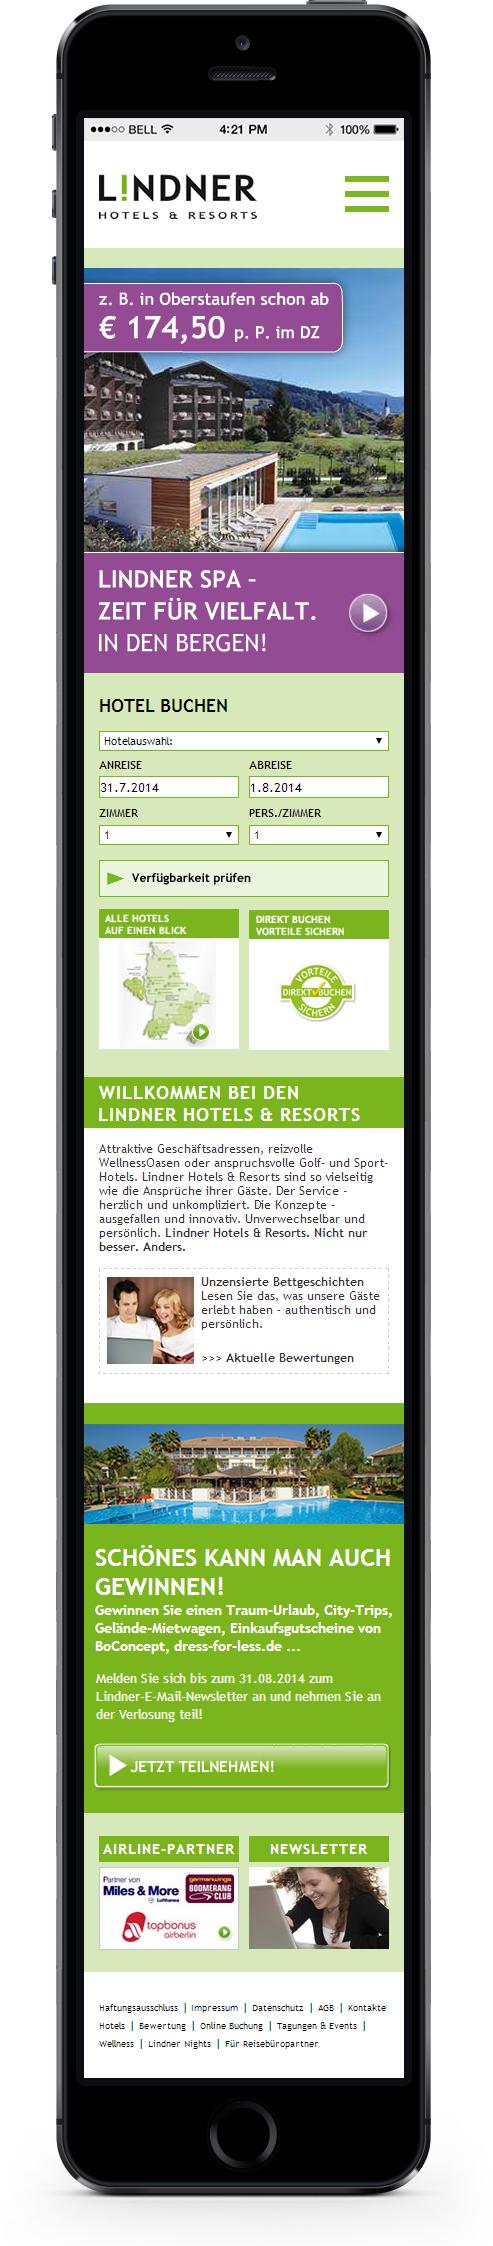 BELL 4:21 PM 100%
L!NDNER
HOTELS & RESORTS
z. B. in Oberstaufen schon ab
€ 174,50 p. P. im DZ
LINDNER SPA –
ZEIT FÜR VIELFALT.
IN DEN BERGEN!
HOTEL BUCHEN
Hotelauswahl:
ANREISE ABREISE
31.7.2014 1.8.2014
ZIMMER PERS./ZIMMER
1 1
Verfügbarkeit prüfen
ALLE HOTELS
AUF EINEN BLICK
DIREKT BUCHEN
VORTEILE SICHERN
VORTEILE
DIREKT BUCHEN
SICHERN
WILLKOMMEN BEI DEN
LINDNER HOTELS & RESORTS
Attraktive Geschäftsadressen, reizvolle
WellnessOasen oder anspruchsvolle Golf- und Sport-
Hotels. Lindner Hotels & Resorts sind so vielseitig
wie die Ansprüche ihrer Gäste. Der Service -
herzlich und unkompliziert. Die Konzepte -
ausgefallen und innovativ. Unverwechselbar und
persönlich. Lindner Hotels & Resorts. Nicht nur
besser. Anders.
Unzensierte Bettgeschichten
Lesen Sie das, was unsere Gäste
erlebt haben - authentisch und
persönlich.
>>> Aktuelle Bewertungen
SCHÖNES KANN MAN AUCH
GEWINNEN!
Gewinnen Sie einen Traum-Urlaub, City-Trips,
Gelände-Mietwagen, Einkaufsgutscheine von
BoConcept, dress-for-less.de ...
Melden Sie sich bis zum 31.08.2014 zum
Lindner-E-Mail-Newsletter an und nehmen Sie an
der Verlosung teil!
JETZT TEILNEHMEN!
AIRLINE-PARTNER
Partner von
Miles & More
Lufthansa
germanwings
BOOMERANG
CLUB
topbonus
airberlin
NEWSLETTER
Haftungsausschluss | Impressum | Datenschutz | AGB | Kontakte
Hotels | Bewertung | Online Buchung | Tagungen & Events |
Wellness | Lindner Nights | Für Reisebüropartner